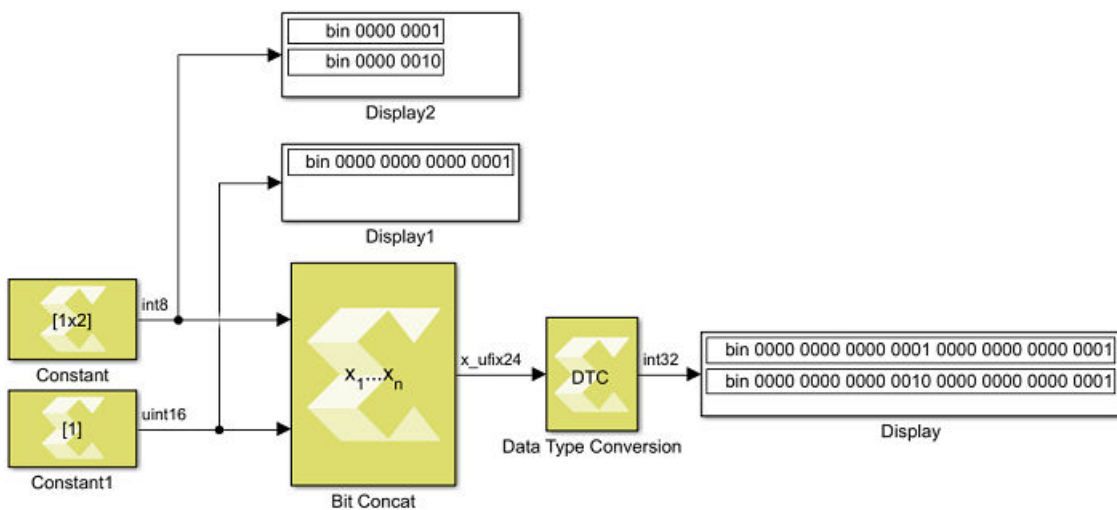 bin 0000 0001
bin 0000 0010
Display2
bin 0000 0000 0000 0001
Display1
[1x2]
int8
Constant
[1]
uint16
Constant1
x1...xn
Bit Concat
x_ufix24
DTC
int32
Data Type Conversion
bin 0000 0000 0000 0001 0000 0000 0000 0001
bin 0000 0000 0000 0010 0000 0000 0000 0001
Display